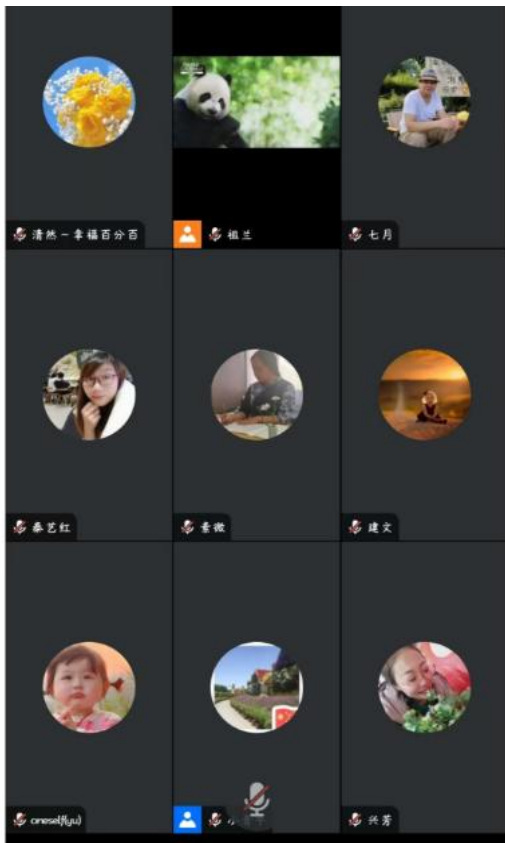 清然-幸福百分百
祖兰
七月
秦艺红
素微
建文
oneself(yu)
兴芳